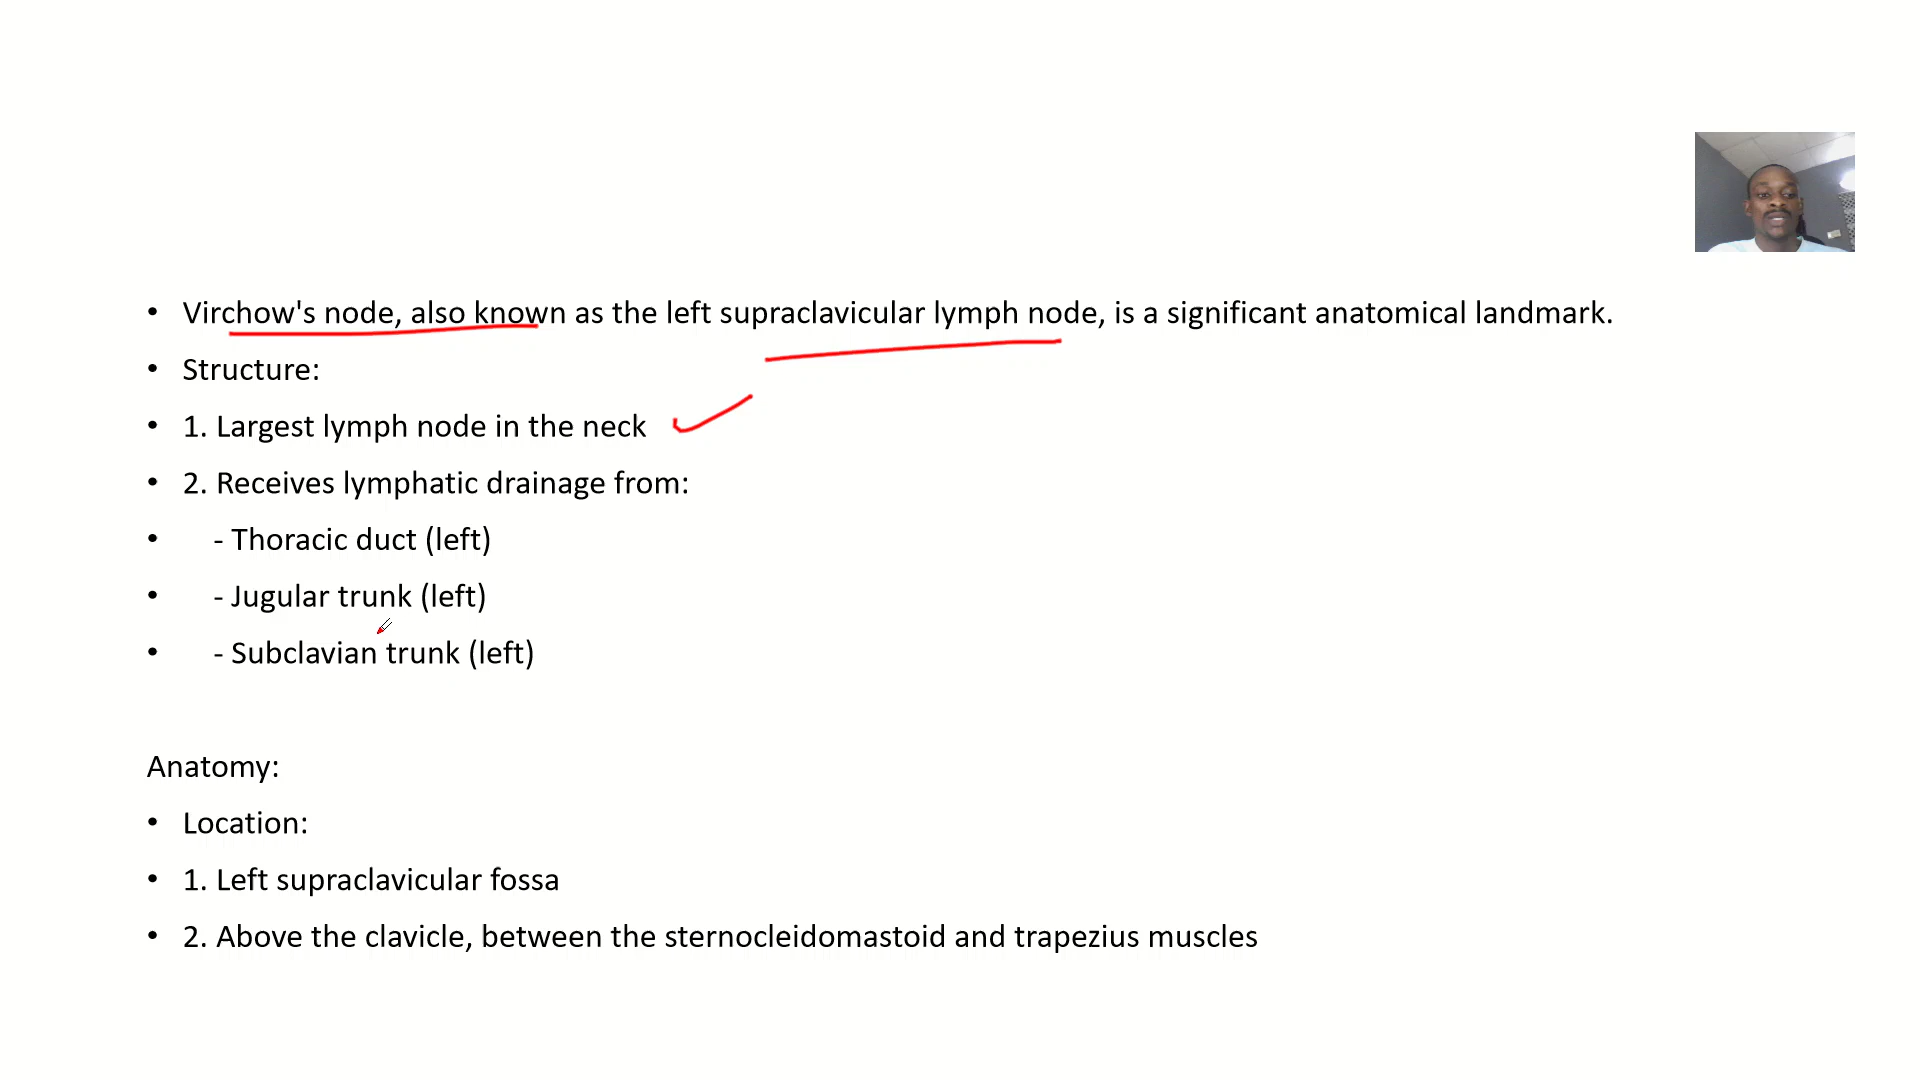 • Virchow's node, also known as the left supraclavicular lymph node, is a significant anatomical landmark.
• Structure:
• 1. Largest lymph node in the neck
• 2. Receives lymphatic drainage from:
• - Thoracic duct (left)
• - Jugular trunk (left)
• - Subclavian trunk (left)
Anatomy:
• Location:
• 1. Left supraclavicular fossa
• 2. Above the clavicle, between the sternocleidomastoid and trapezius muscles